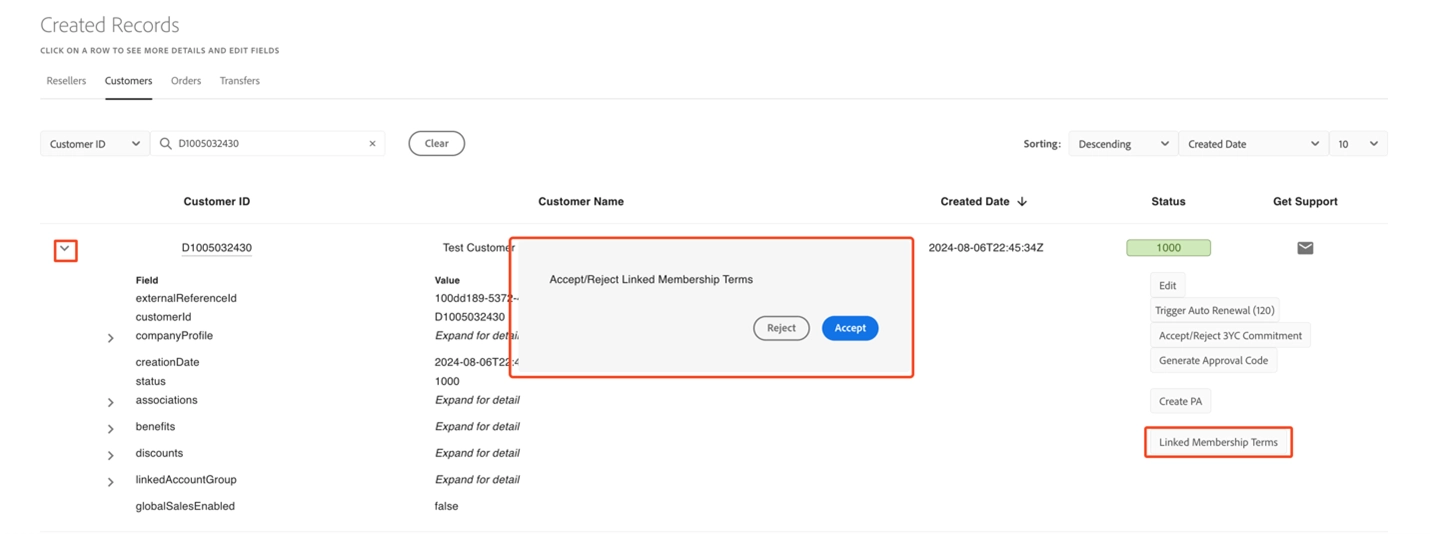 Created Records
CLICK ON A ROW TO SEE MORE DETAILS AND EDIT FIELDS
Resellers Customers Orders Transfers
Customer ID D1005032430 × Clear Sorting: Descending Created Date 10
Customer ID Customer Name Created Date ↓ Status Get Support
D1005032430 Test Customer 2024-08-06T22:45:34Z 1000
Accept/Reject Linked Membership Terms
Reject Accept
Field Value
externalReferenceId 100dd189-5372-
customerId D1005032430
companyProfile Expand for detail
creationDate 2024-08-06T22:4
status 1000
associations Expand for detail
benefits Expand for detail
discounts Expand for detail
linkedAccountGroup Expand for detail
globalSalesEnabled false
Edit
Trigger Auto Renewal (120)
Accept/Reject 3YC Commitment
Generate Approval Code
Create PA
Linked Membership Terms